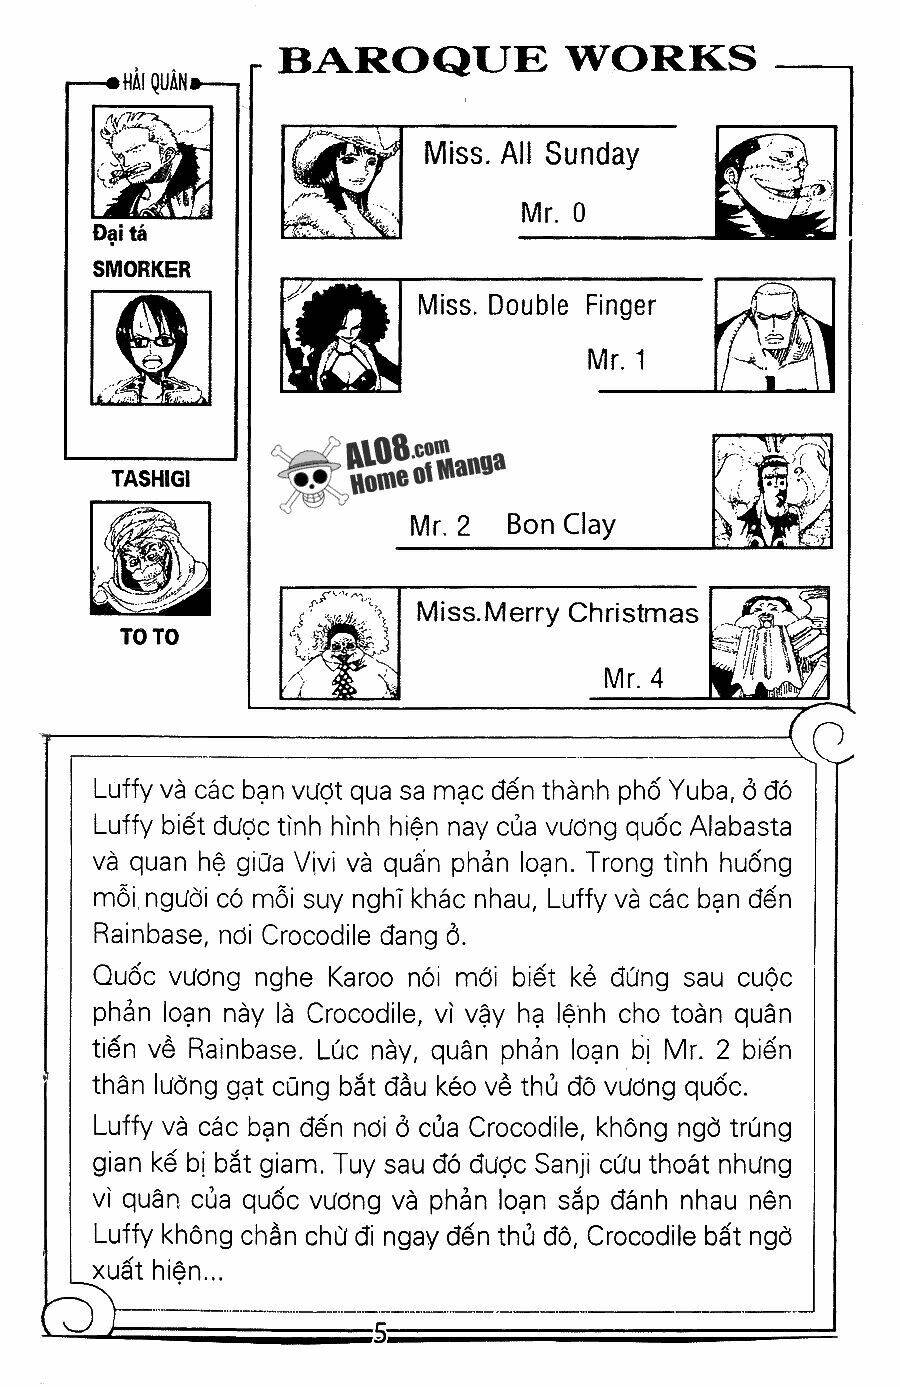 HẢI QUÂN
Đại tá
SMORKER
TASHIGI
TO TO
BAROQUE WORKS
Miss. All Sunday
Mr. 0
Miss. Double Finger
Mr. 1
AL08.com
Home of Manga
Mr. 2 Bon Clay
Miss.Merry Christmas
Mr. 4
Luffy và các bạn vượt qua sa mạc đến thành phố Yuba, ở đó
Luffy biết được tình hình hiện nay của vương quốc Alabasta
và quan hệ giữa Vivi và quân phản loạn. Trong tình huống
mỗi người có mỗi suy nghĩ khác nhau, Luffy và các bạn đến
Rainbase, nơi Crocodile đang ở.
Quốc vương nghe Karoo nói mới biết kẻ đứng sau cuộc
phản loạn này là Crocodile, vì vậy hạ lệnh cho toàn quân
tiến về Rainbase. Lúc này, quân phản loạn bị Mr. 2 biến
thân lường gạt cũng bắt đầu kéo về thủ đô vương quốc.
Luffy và các bạn đến nơi ở của Crocodile, không ngờ trúng
gian kế bị bắt giam. Tuy sau đó được Sanji cứu thoát nhưng
vì quân của quốc vương và phản loạn sắp đánh nhau nên
Luffy không chần chừ đi ngay đến thủ đô, Crocodile bất ngờ
xuất hiện...
5